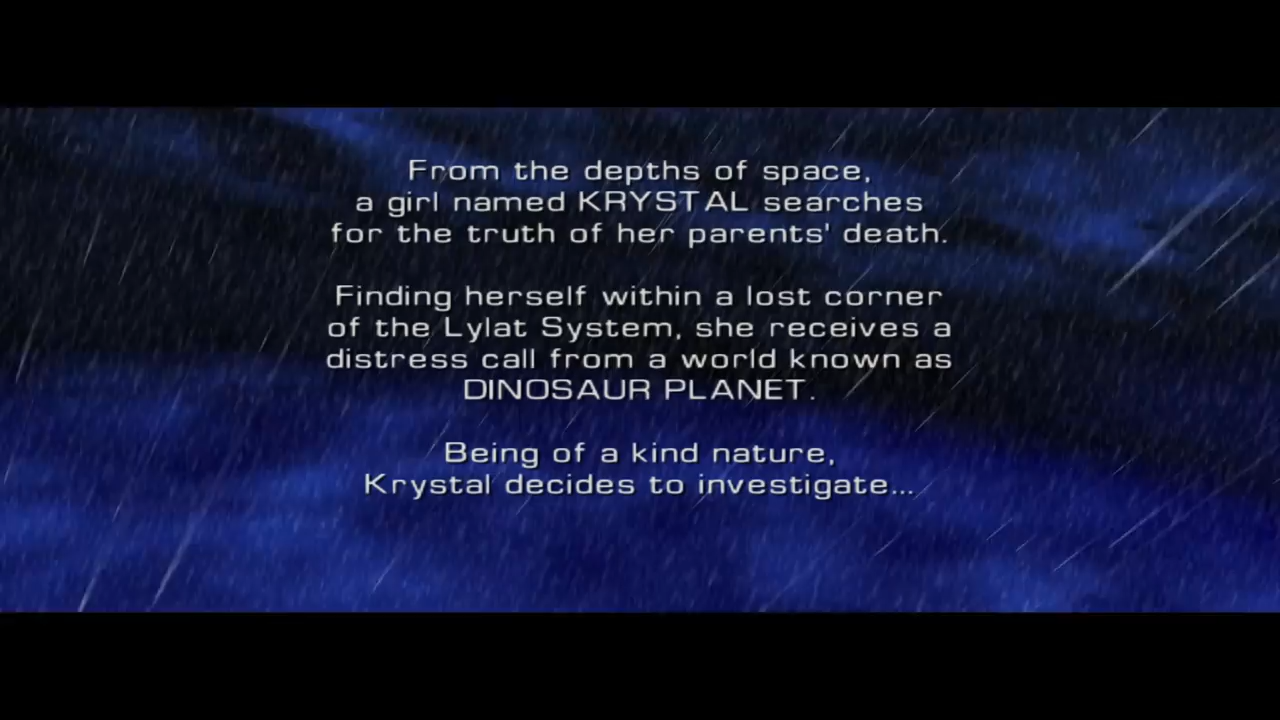 From the depths of space,
a girl named KRYSTAL searches
for the truth of her parents' death.
Finding herself within a lost corner
of the Lylat System, she receives a
distress call from a world known as
DINOSAUR PLANET.
Being of a kind nature,
Krystal decides to investigate...